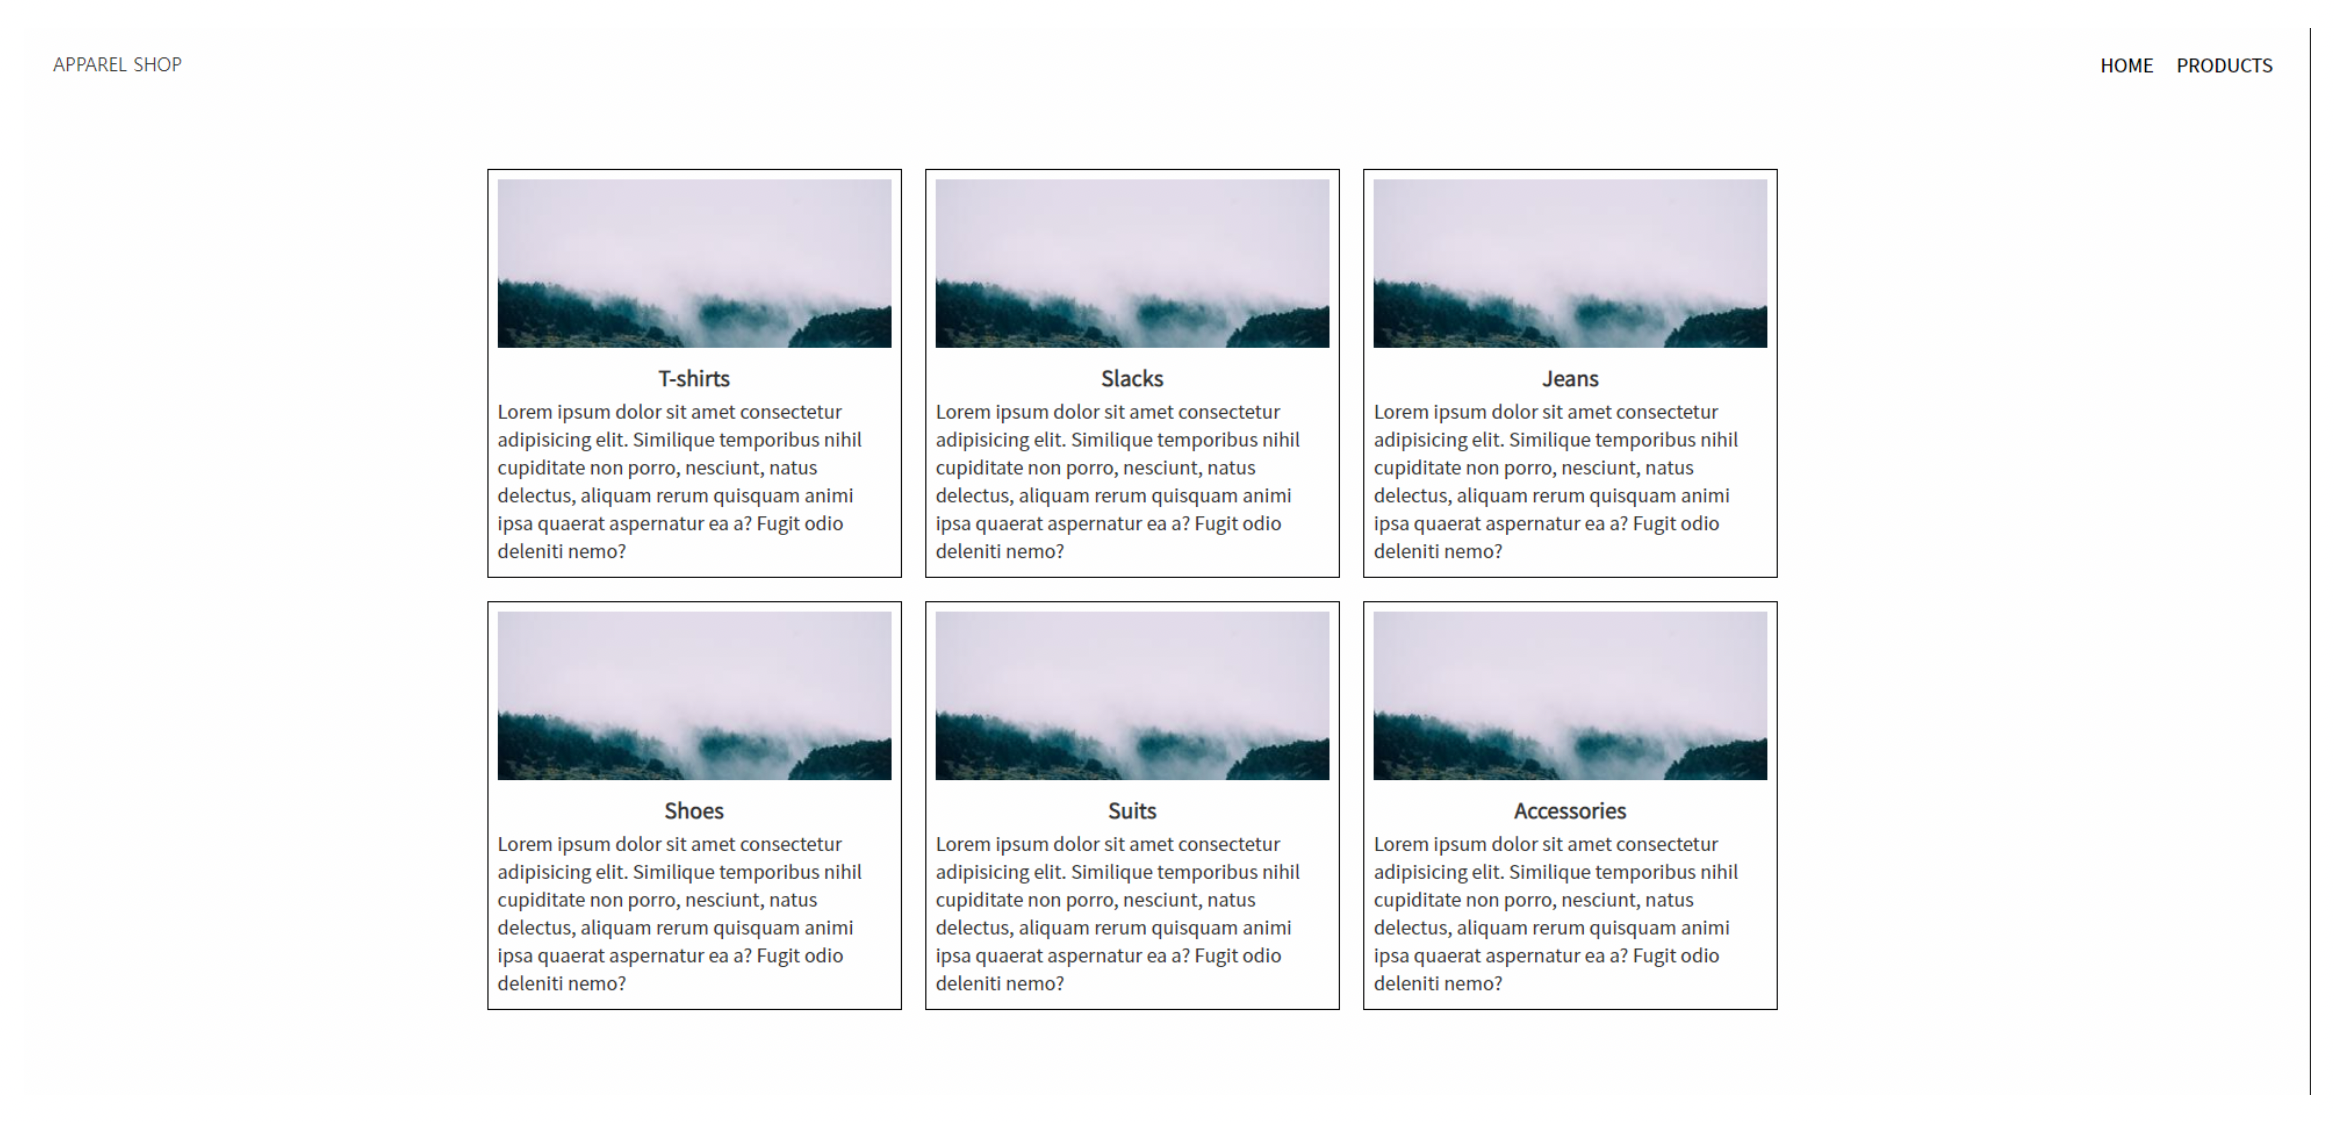 APPAREL SHOP
HOME PRODUCTS
T-shirts
Lorem ipsum dolor sit amet consectetur
adipisicing elit. Similique temporibus nihil
cupiditate non porro, nesciunt, natus
delectus, aliquam rerum quisquam animi
ipsa quaerat aspernatur ea a? Fugit odio
deleniti nemo?
Slacks
Lorem ipsum dolor sit amet consectetur
adipisicing elit. Similique temporibus nihil
cupiditate non porro, nesciunt, natus
delectus, aliquam rerum quisquam animi
ipsa quaerat aspernatur ea a? Fugit odio
deleniti nemo?
Jeans
Lorem ipsum dolor sit amet consectetur
adipisicing elit. Similique temporibus nihil
cupiditate non porro, nesciunt, natus
delectus, aliquam rerum quisquam animi
ipsa quaerat aspernatur ea a? Fugit odio
deleniti nemo?
Shoes
Lorem ipsum dolor sit amet consectetur
adipisicing elit. Similique temporibus nihil
cupiditate non porro, nesciunt, natus
delectus, aliquam rerum quisquam animi
ipsa quaerat aspernatur ea a? Fugit odio
deleniti nemo?
Suits
Lorem ipsum dolor sit amet consectetur
adipisicing elit. Similique temporibus nihil
cupiditate non porro, nesciunt, natus
delectus, aliquam rerum quisquam animi
ipsa quaerat aspernatur ea a? Fugit odio
deleniti nemo?
Accessories
Lorem ipsum dolor sit amet consectetur
adipisicing elit. Similique temporibus nihil
cupiditate non porro, nesciunt, natus
delectus, aliquam rerum quisquam animi
ipsa quaerat aspernatur ea a? Fugit odio
deleniti nemo?